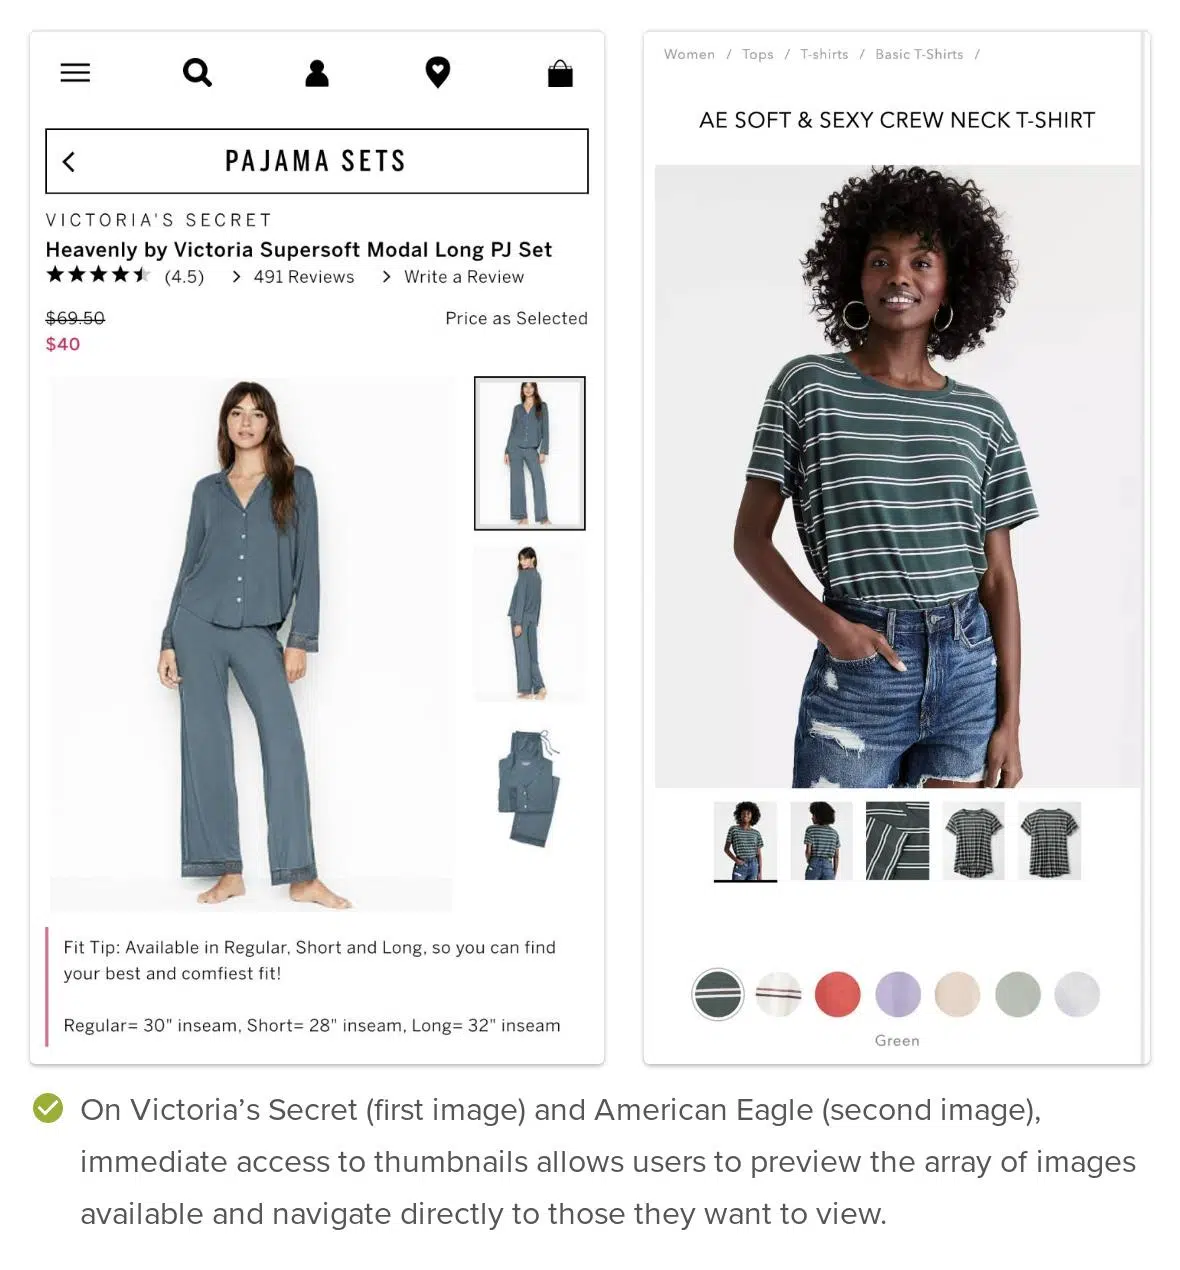 PAJAMA SETS
VICTORIA'S SECRET
Heavenly by Victoria Supersoft Modal Long PJ Set
(4.5) > 491 Reviews > Write a Review
$69.50 Price as Selected
$40
Fit Tip: Available in Regular, Short and Long, so you can find
your best and comfiest fit!
Regular= 30" inseam, Short= 28" inseam, Long= 32" inseam
Women / Tops / T-shirts / Basic T-Shirts /
AE SOFT & SEXY CREW NECK T-SHIRT
Green
On Victoria’s Secret (first image) and American Eagle (second image),
immediate access to thumbnails allows users to preview the array of images
available and navigate directly to those they want to view.